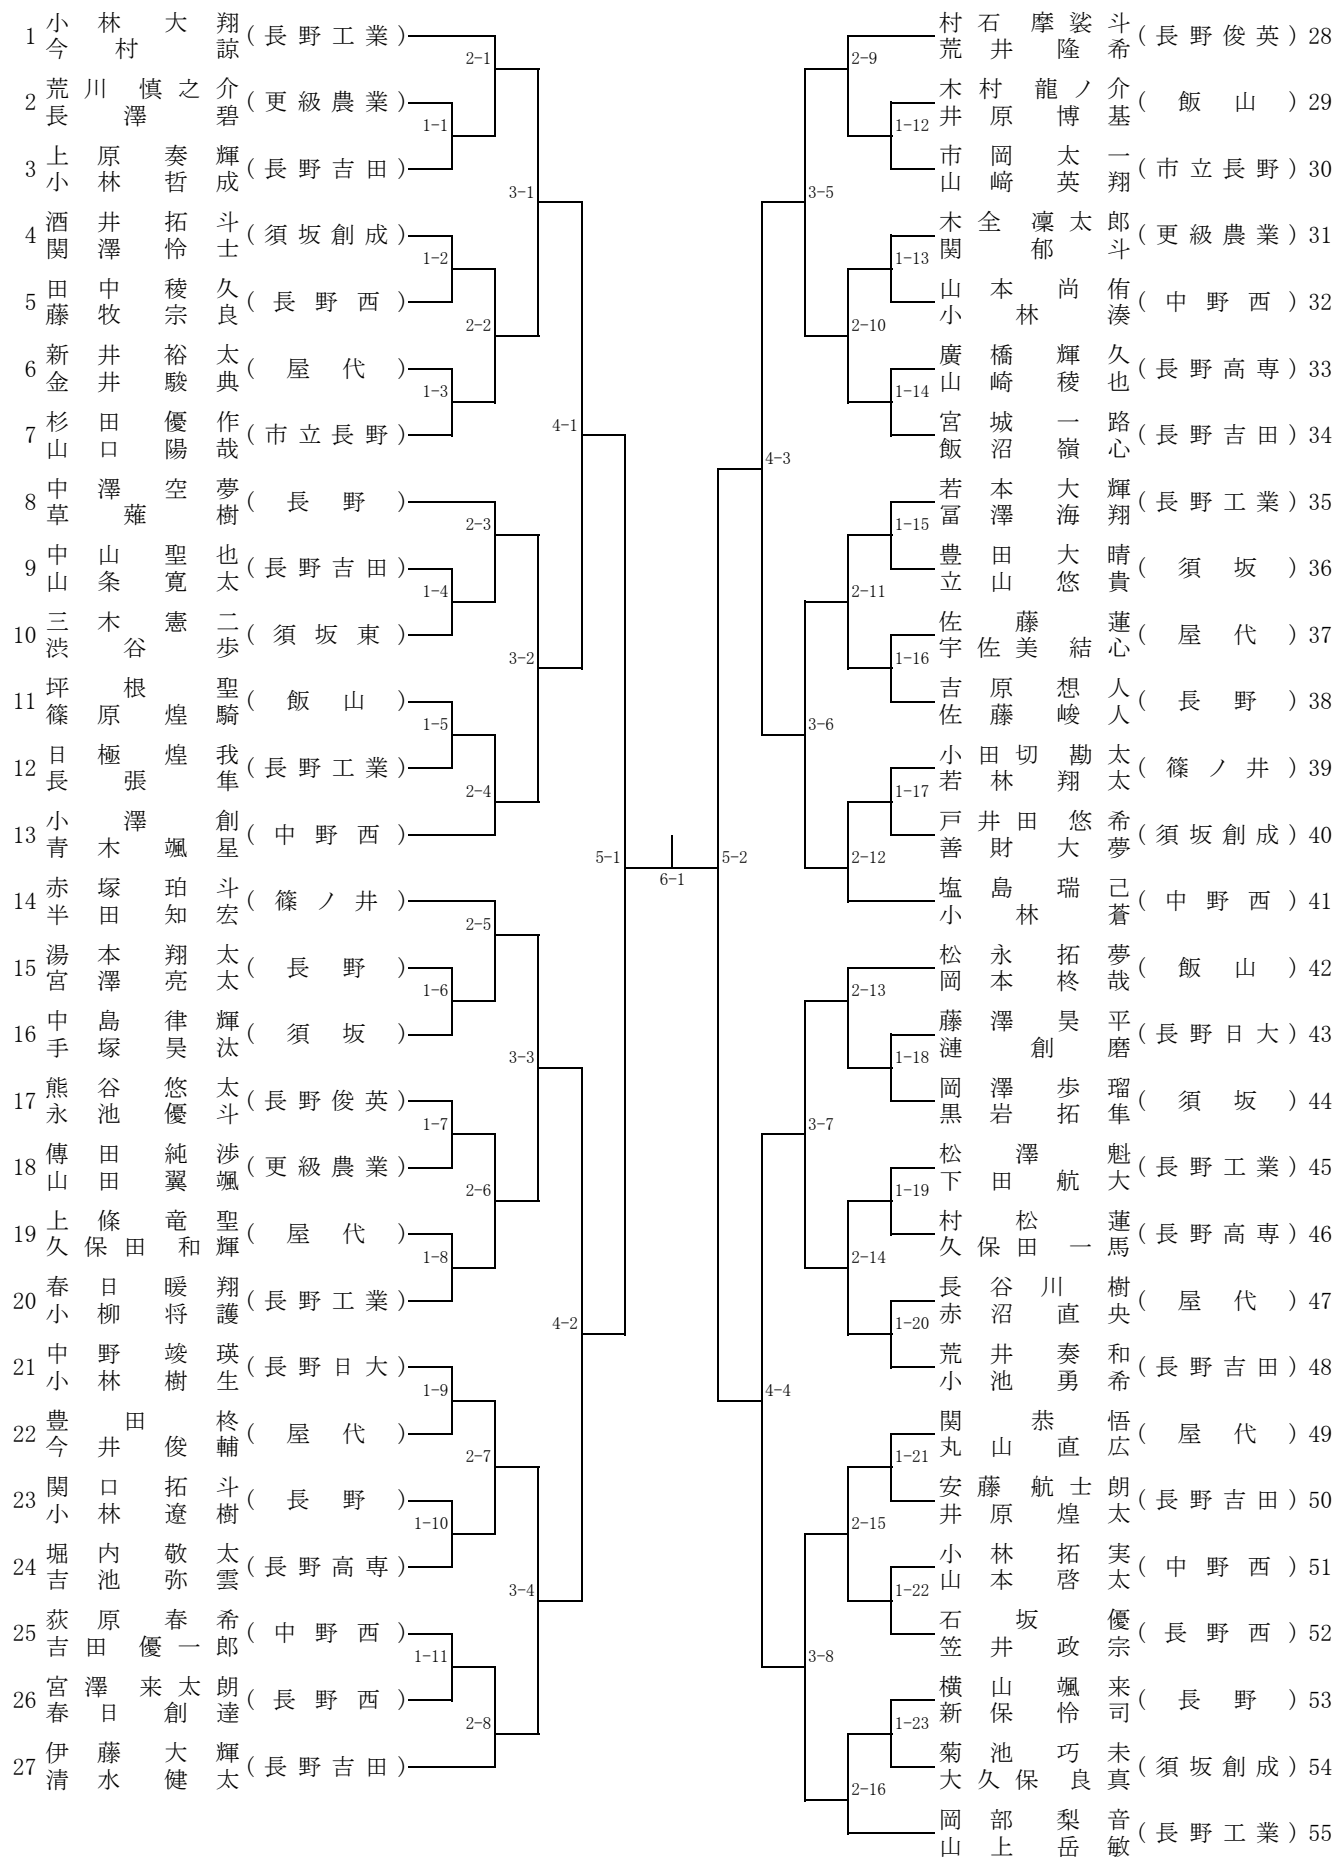 1 小林大翔 (長野工業)
今村諒
2 荒川慎之介 (更級農業)
長澤碧
3 上原奏輝 (長野吉田)
小林哲成
4 酒井拓斗 (須坂創成)
関澤怜士
5 田中稜久 (長野西)
藤牧宗良
6 新井裕太 (屋代)
金井駿典
7 杉田優作 (市立長野)
山口陽哉
8 中澤空夢 (長野)
草薙樹
9 中山聖也 (長野吉田)
山条寛太
10 三木憲二 (須坂東)
渋谷歩
11 坪根聖 (飯山)
篠原煌騎
12 日極煌我 (長野工業)
長張隼
13 小澤創 (中野西)
青木颯星
14 赤塚珀斗 (篠ノ井)
半田知宏
15 湯本翔太 (長野)
宮澤亮太
16 中島律輝 (須坂)
手塚昊汰
17 熊谷悠太 (長野俊英)
永池優斗
18 傳田純渉 (更級農業)
山田翼颯
19 上條竜聖 (屋代)
久保田和輝
20 春日暖翔 (長野工業)
小柳将護
21 中野竣瑛 (長野日大)
小林樹生
22 豊田柊 (屋代)
今井俊輔
23 関口拓斗 (長野)
小林遼樹
24 堀内敬太 (長野高専)
吉池弥雲
25 荻原春希 (中野西)
吉田優一郎
26 宮澤来太朗 (長野西)
春日創達
27 伊藤大輝 (長野吉田)
清水健太
2-1
1-1
3-1
1-2
2-2
1-3
4-1
2-3
1-4
3-2
1-5
2-4
5-1
2-5
1-6
3-3
1-7
2-6
1-8
4-2
1-9
2-7
1-10
3-4
1-11
2-8
6-1
5-2
2-9
1-12
3-5
1-13
2-10
1-14
4-3
1-15
2-11
1-16
3-6
1-17
2-12
2-13
1-18
3-7
1-19
2-14
1-20
4-4
1-21
2-15
1-22
3-8
1-23
2-16
村石摩裟斗 (長野俊英) 28
荒井隆希
木村龍ノ介 (飯山) 29
井原博基
市岡太一 (市立長野) 30
山﨑英翔
木全凜太郎 (更級農業) 31
関郁斗
山本尚侑 (中野西) 32
小林湊
廣橋輝久 (長野高専) 33
山崎稜也
宮城一路 (長野吉田) 34
飯沼嶺心
若本大輝 (長野工業) 35
冨澤海翔
豊田大晴 (須坂) 36
立山悠貴
佐藤蓮 (屋代) 37
宇佐美結心
吉原想人 (長野) 38
佐藤峻人
小田切勘太 (篠ノ井) 39
若林翔太
戸井田悠希 (須坂創成) 40
善財大夢
塩島瑞己 (中野西) 41
小林蒼
松永拓夢 (飯山) 42
岡本柊哉
藤澤昊平 (長野日大) 43
漣創磨
岡澤歩瑠 (須坂) 44
黒岩拓隼
松澤魁 (長野工業) 45
下田航大
村松蓮 (長野高専) 46
久保田一馬
長谷川樹 (屋代) 47
赤沼直央
荒井奏和 (長野吉田) 48
小池勇希
関恭悟 (屋代) 49
丸山直広
安藤航士朗 (長野吉田) 50
井原煌太
小林拓実 (中野西) 51
山本啓太
石坂優 (長野西) 52
笠井政宗
横山颯来 (長野) 53
新保怜司
菊池巧未 (須坂創成) 54
大久保良真
岡部梨音 (長野工業) 55
山上岳敏